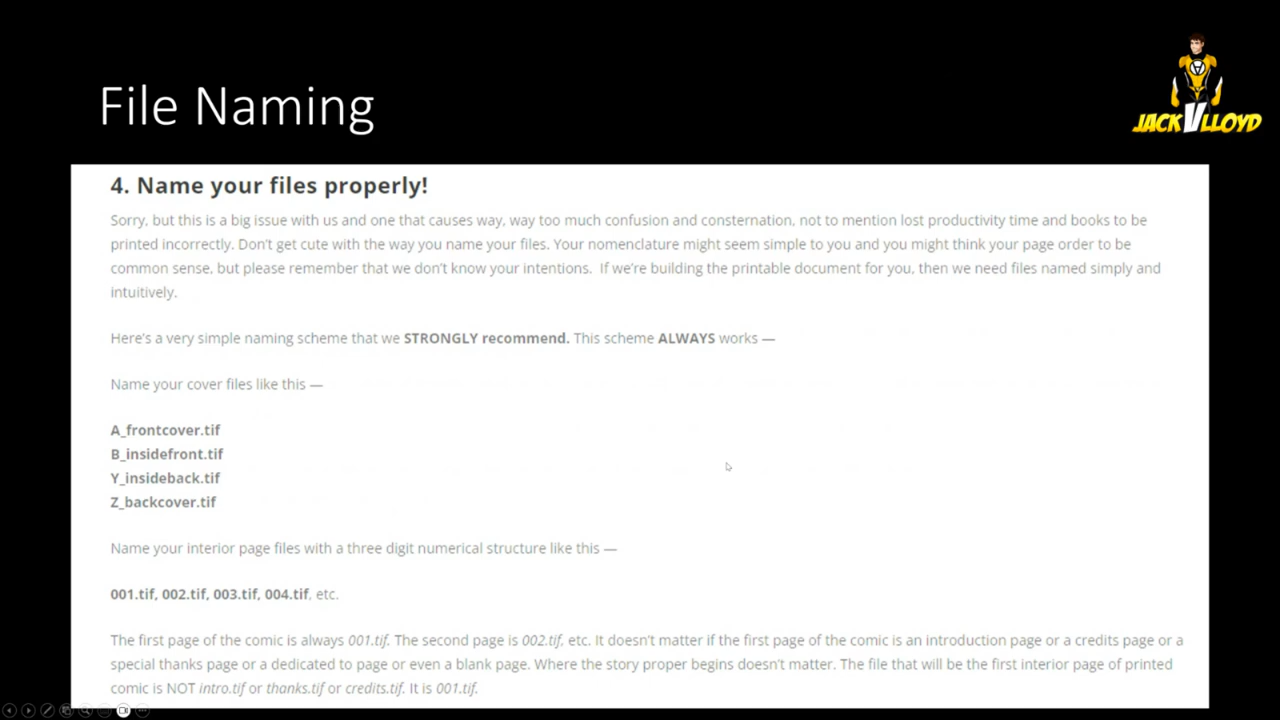 File Naming
JACK V LLOYD
4. Name your files properly!
Sorry, but this is a big issue with us and one that causes way, way too much confusion and consternation, not to mention lost productivity time and books to be
printed incorrectly. Don't get cute with the way you name your files. Your nomenclature might seem simple to you and you might think your page order to be
common sense, but please remember that we don't know your intentions.  If we're building the printable document for you, then we need files named simply and
intuitively.
Here's a very simple naming scheme that we STRONGLY recommend. This scheme ALWAYS works —
Name your cover files like this —
A_frontcover.tif
B_insidefront.tif
Y_insideback.tif
Z_backcover.tif
Name your interior page files with a three digit numerical structure like this —
001.tif, 002.tif, 003.tif, 004.tif, etc.
The first page of the comic is always 001.tif. The second page is 002.tif, etc. It doesn't matter if the first page of the comic is an introduction page or a credits page or a
special thanks page or a dedicated to page or even a blank page. Where the story proper begins doesn't matter. The file that will be the first interior page of printed
comic is NOT intro.tif or thanks.tif or credits.tif. It is 001.tif.